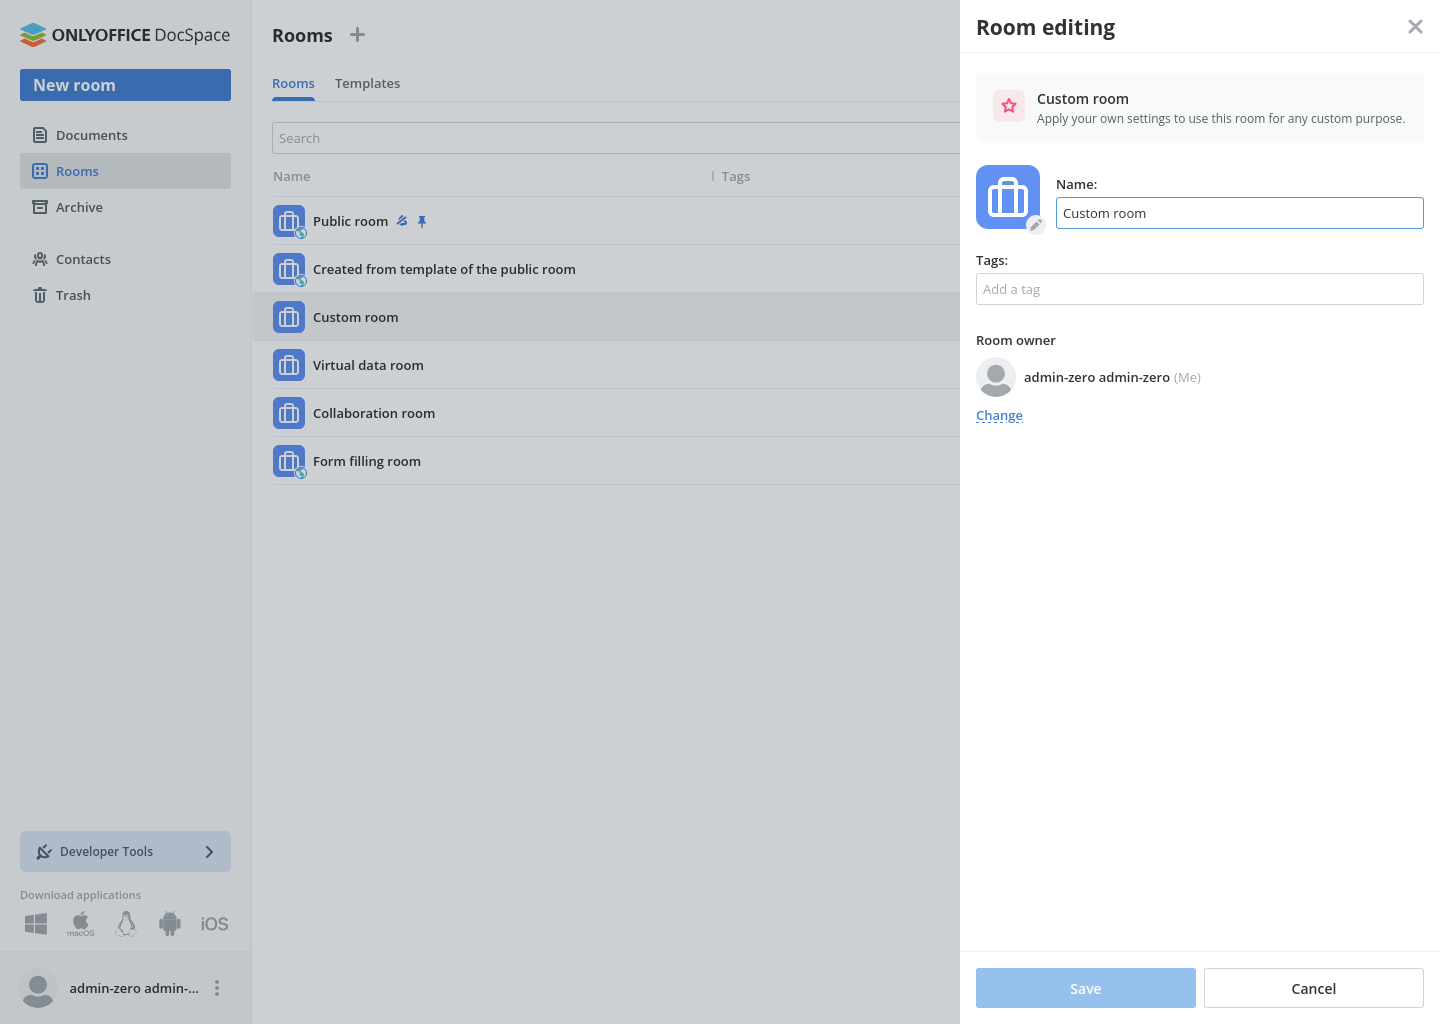 ONLYOFFICE DocSpace
New room
Documents
Rooms
Archive
Contacts
Trash
Developer Tools
Download applications
macOS
iOS
admin-zero admin-...
Rooms
Rooms Templates
Search
Name Tags
Public room
Created from template of the public room
Custom room
Virtual data room
Collaboration room
Form filling room
Room editing
Custom room
Apply your own settings to use this room for any custom purpose.
Name:
Custom room
Tags:
Add a tag
Room owner
admin-zero admin-zero (Me)
Change
Save Cancel